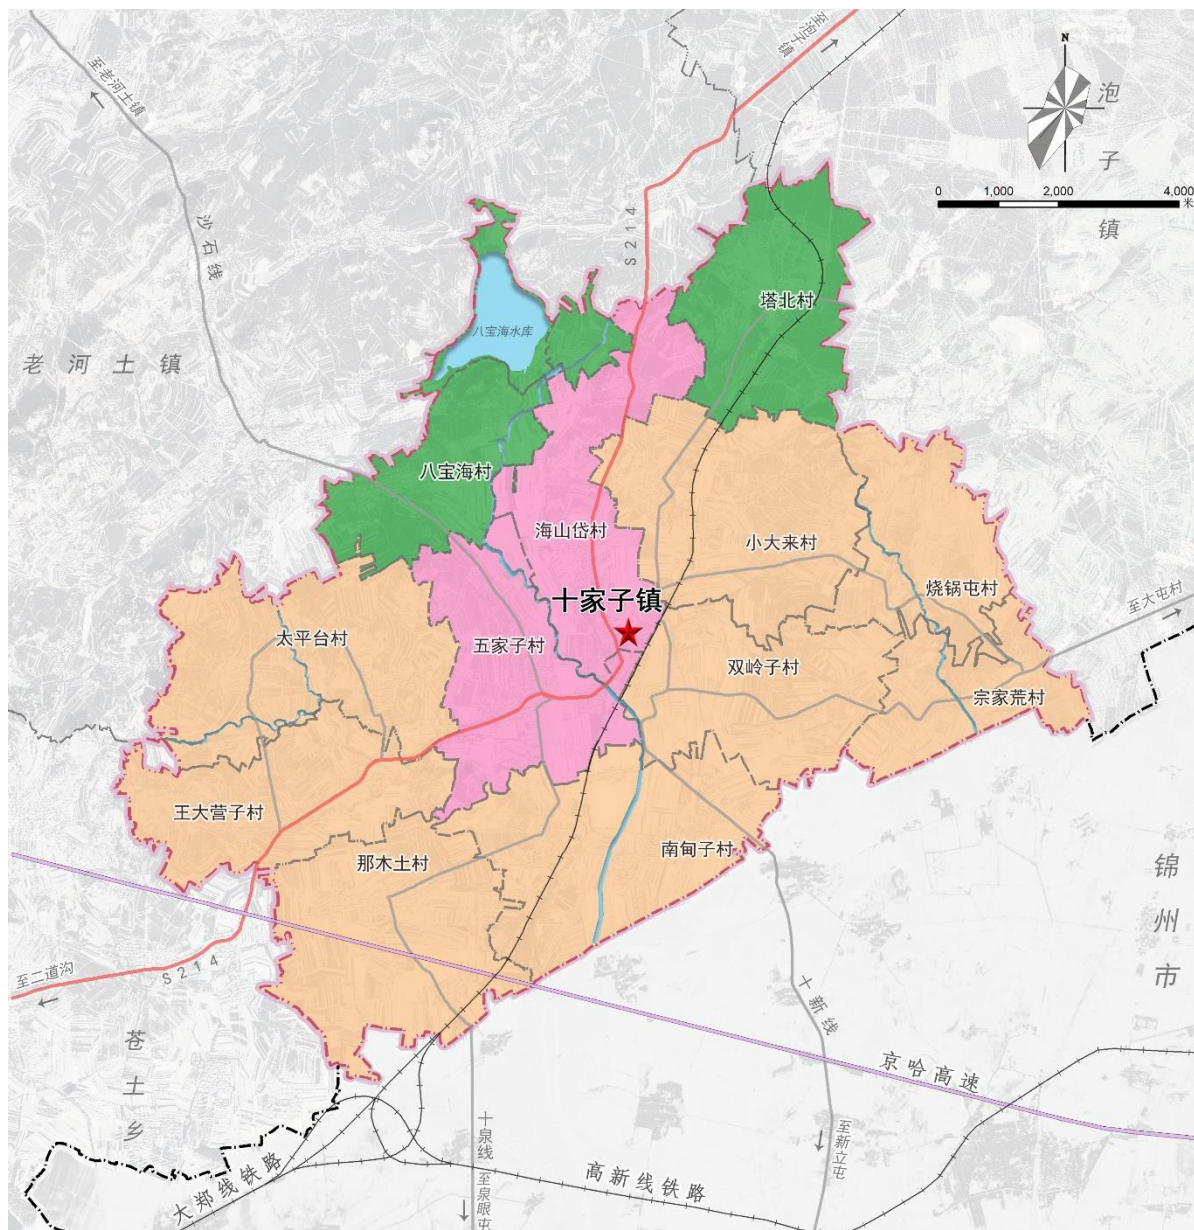 至老河土镇
至泡子镇
N
泡子镇
0 1,000 2,000 4,000
米
沙石线
S214
塔北村
八宝海水库
老河土镇
八宝海村
海山岱村
小大来村
烧锅屯村
十家子镇
至大屯村
太平台村
五家子村
双岭子村
宗家荒村
王大营子村
那木土村
南甸子村
锦州市
至二道沟
S214
十新线
京哈高速
苍土乡
十泉线
至新立屯
大郑线铁路
至泉眼屯
高新线铁路